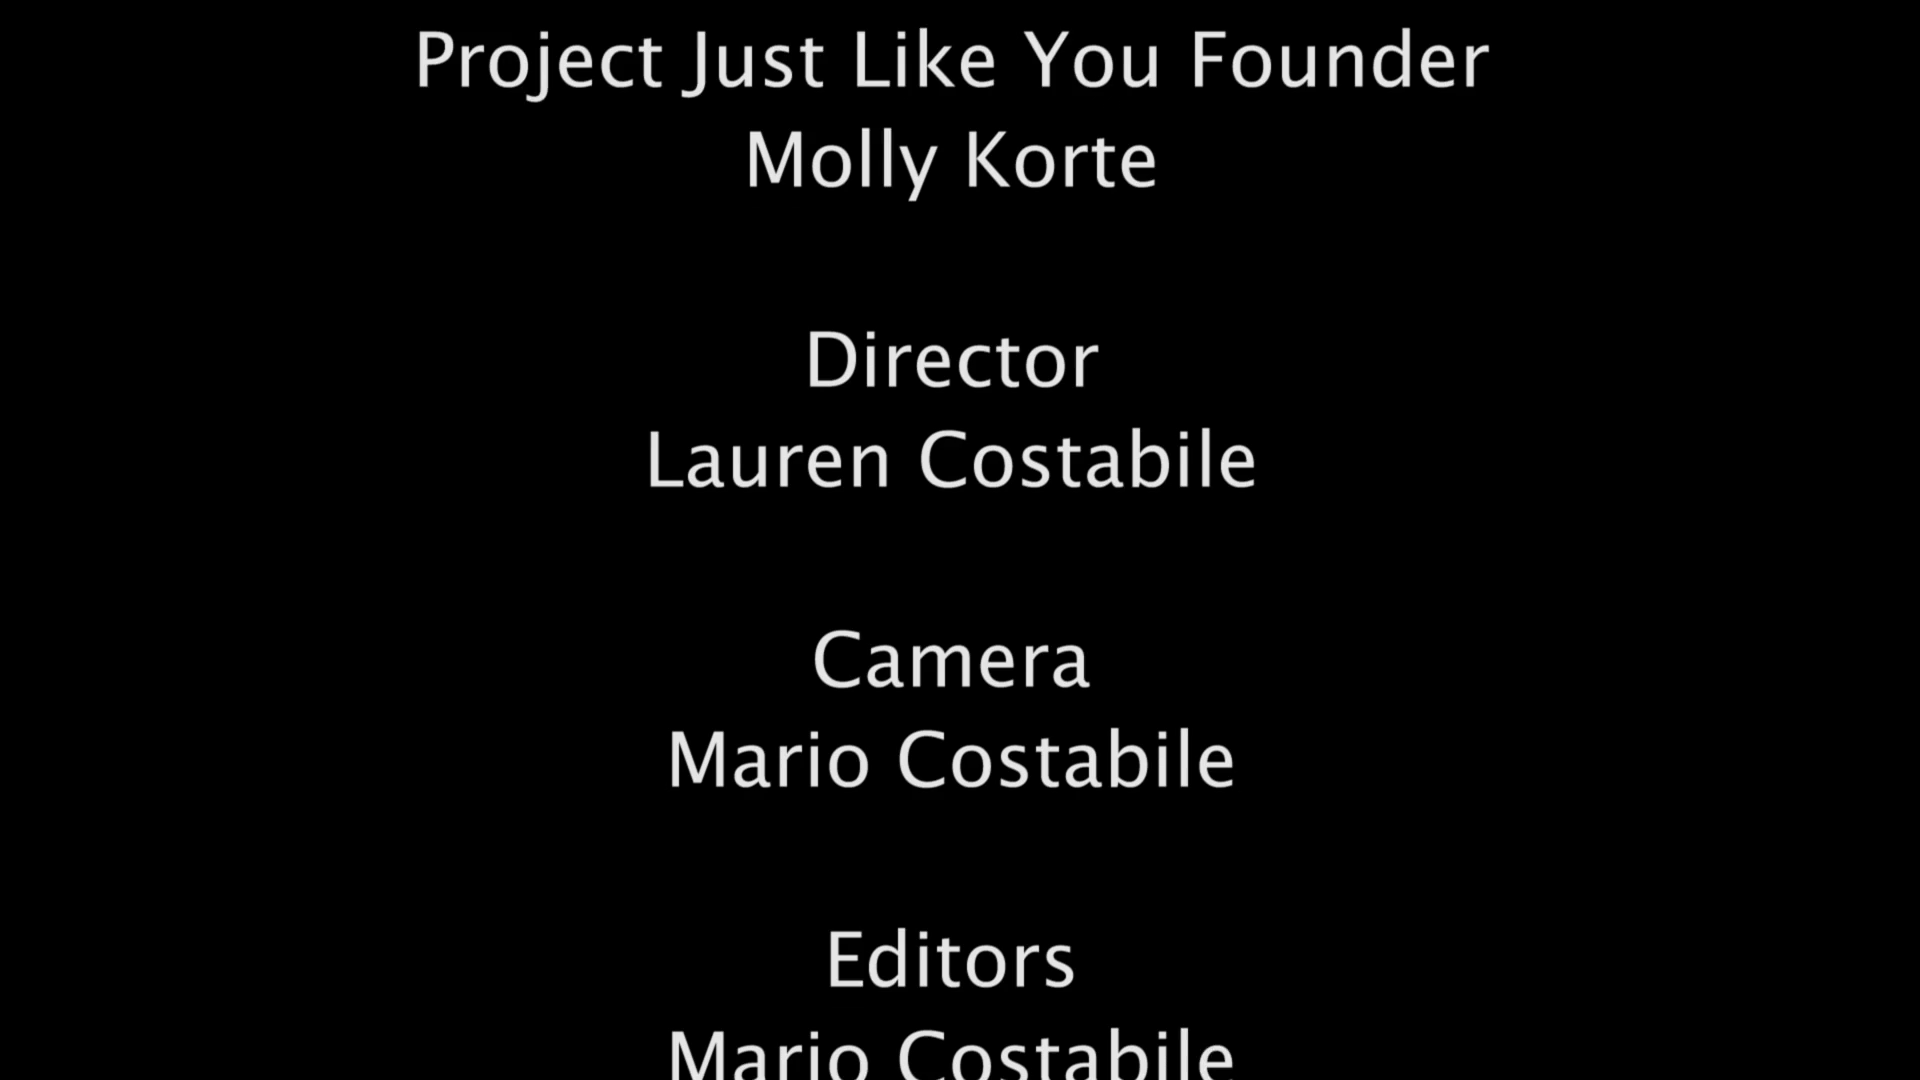 Project Just Like You Founder
Molly Korte
Director
Lauren Costabile
Camera
Mario Costabile
Editors
Mario Costabile